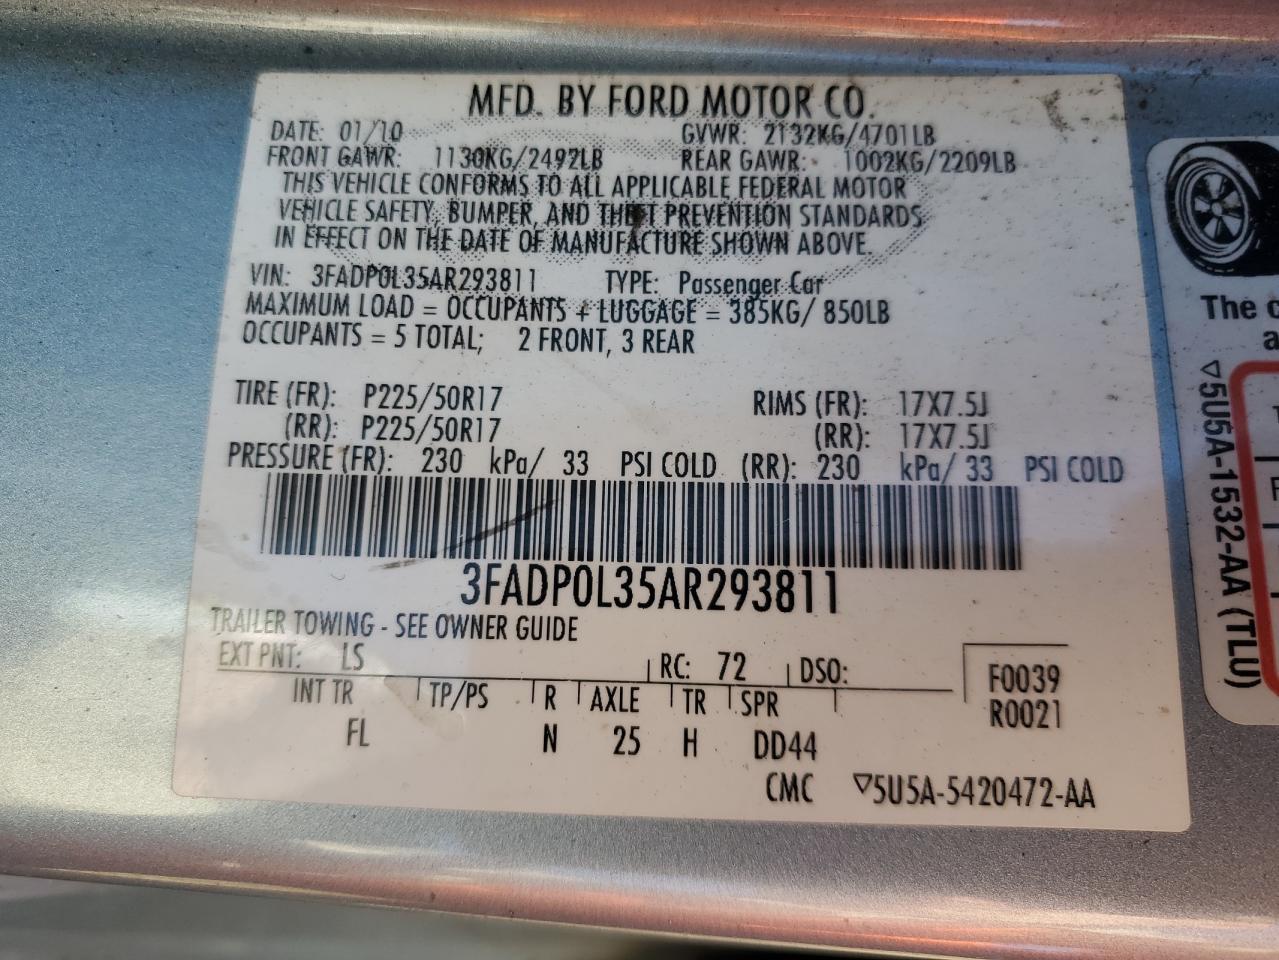 MFD. BY FORD MOTOR CO.
DATE: 01/10 GVWR: 2132KG/4701LB
FRONT GAWR: 1130KG/2492LB REAR GAWR: 1002KG/2209LB
THIS VEHICLE CONFORMS TO ALL APPLICABLE FEDERAL MOTOR
VEHICLE SAFETY, BUMPER, AND THEFT PREVENTION STANDARDS
IN EFFECT ON THE DATE OF MANUFACTURE SHOWN ABOVE.
VIN: 3FADP0L35AR293811 TYPE: Passenger Car
MAXIMUM LOAD = OCCUPANTS + LUGGAGE = 385KG/ 850LB
OCCUPANTS = 5 TOTAL; 2 FRONT, 3 REAR
TIRE (FR): P225/50R17 RIMS (FR): 17X7.5J
(RR): P225/50R17 (RR): 17X7.5J
PRESSURE (FR): 230 kPa/ 33 PSI COLD (RR): 230 kPa/ 33 PSI COLD
3FADP0L35AR293811
TRAILER TOWING - SEE OWNER GUIDE
EXT PNT: LS RC: 72 DSO:
INT TR TP/PS R AXLE TR SPR
F0039
R0021
FL N 25 H DD44
CMC ▽5U5A-5420472-AA
The
▽5U5A-1532-AA (TLU)